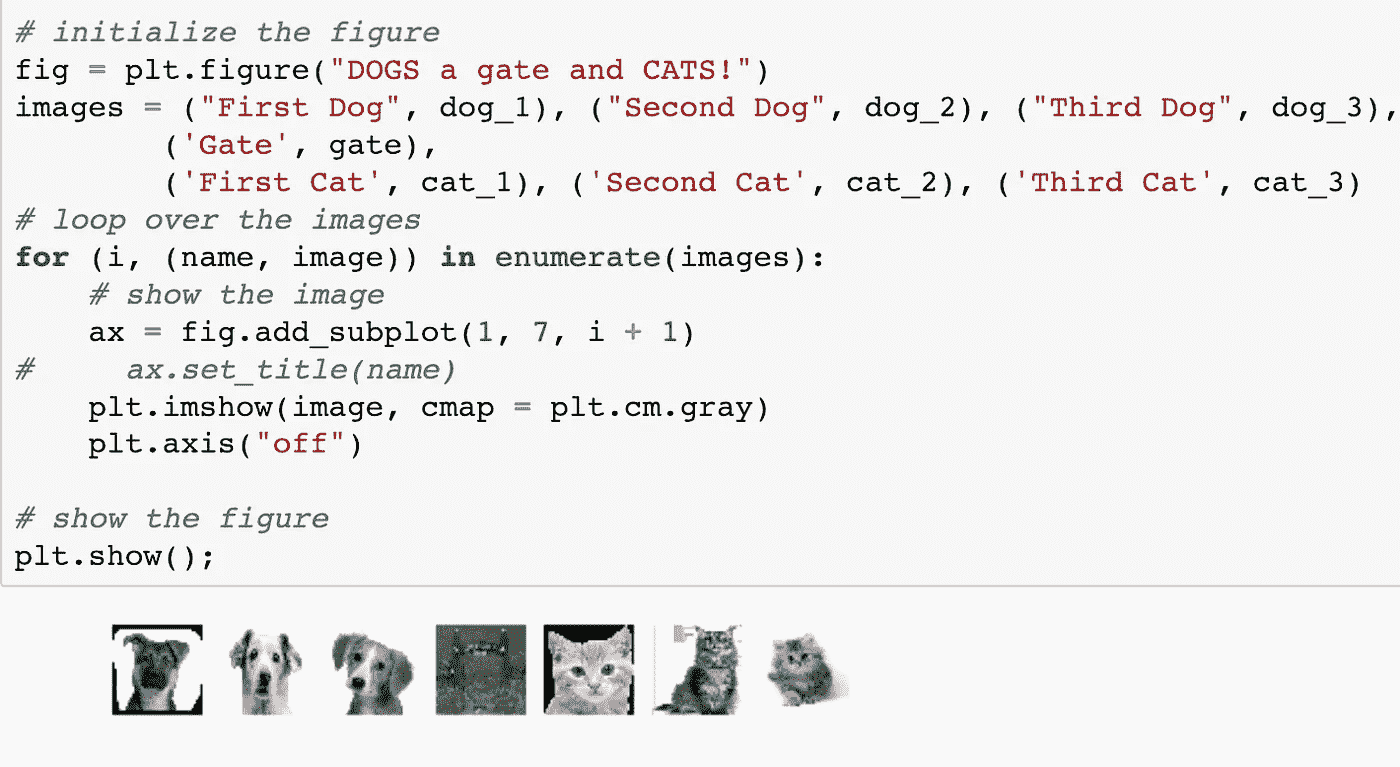 # initialize the figure
fig = plt.figure("DOGS a gate and CATS!")
images = ("First Dog", dog_1), ("Second Dog", dog_2), ("Third Dog", dog_3),
('Gate', gate),
('First Cat', cat_1), ('Second Cat', cat_2), ('Third Cat', cat_3)
# loop over the images
for (i, (name, image)) in enumerate(images):
# show the image
ax = fig.add_subplot(1, 7, i + 1)
#     ax.set_title(name)
plt.imshow(image, cmap = plt.cm.gray)
plt.axis("off")
# show the figure
plt.show();